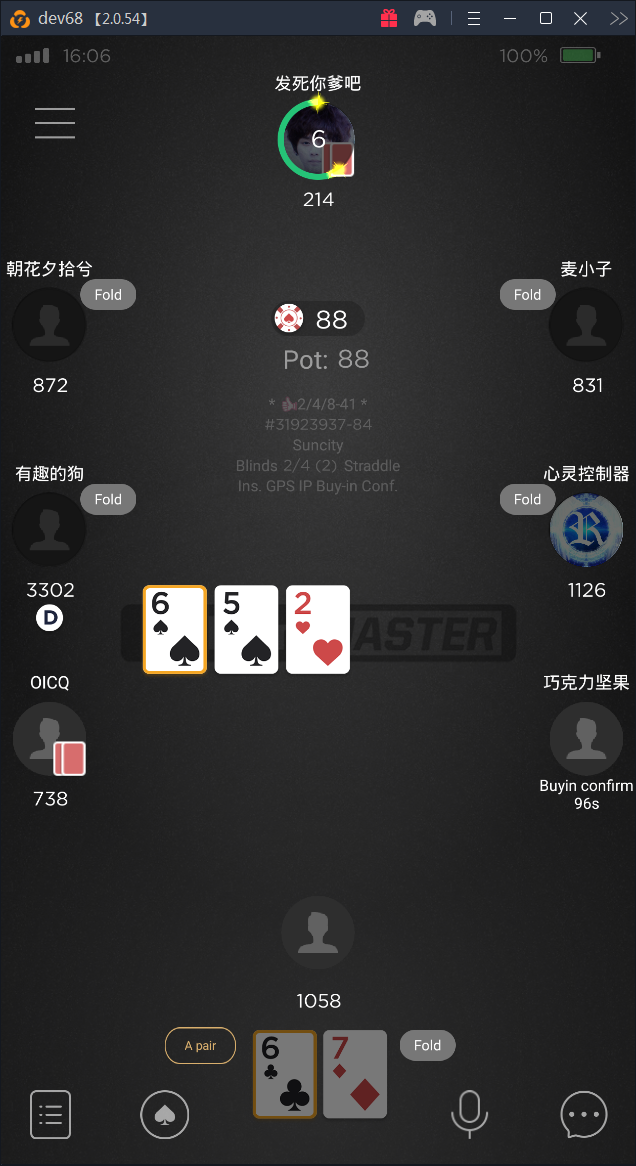 dev68 【2.0.54】
16:06
100%
发死你爹吧
6
214
朝花夕拾兮
Fold
872
麦小子
Fold
831
88
Pot: 88
* 2/4/8-41 *
#31923937-84
Suncity
Blinds 2/4 (2) Straddle
Ins. GPS IP Buy-in Conf.
有趣的狗
Fold
3302
D
心灵控制器
Fold
1126
6
5
2
ASTER
OICQ
738
巧克力坚果
Buyin confirm
96s
1058
A pair
6
7
Fold